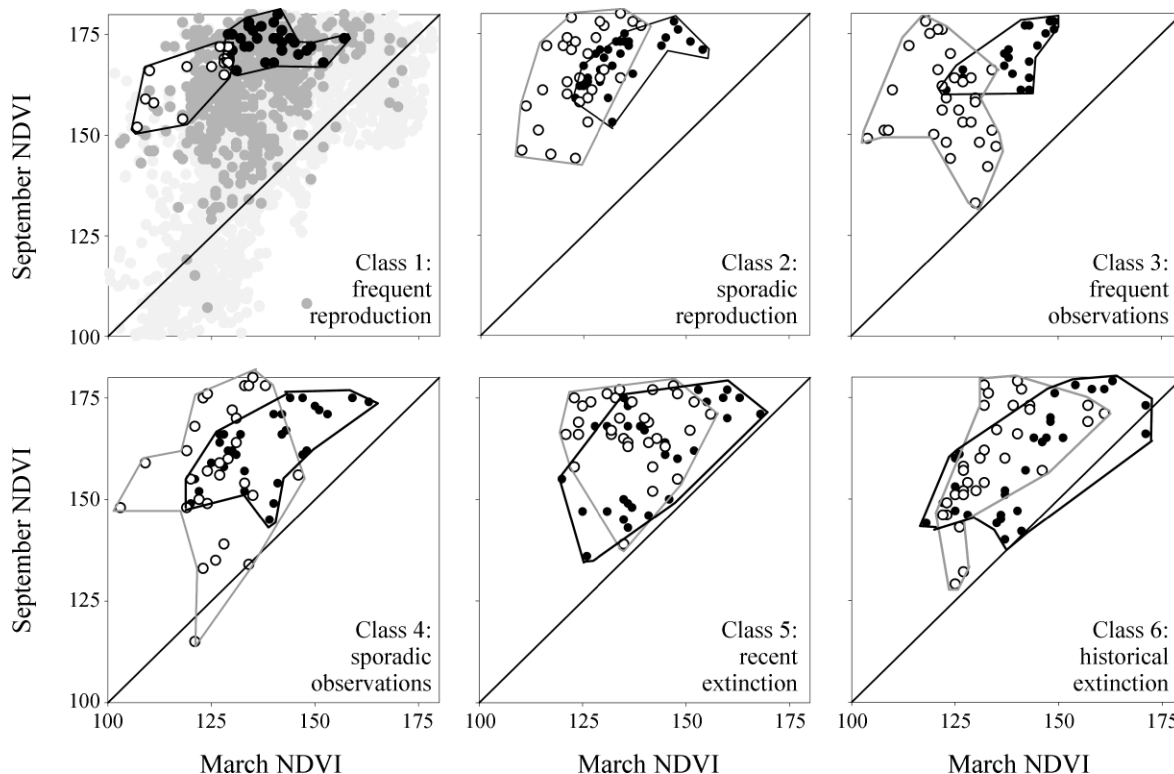 September NDVI
175
150
125
100
Class 1:
frequent
reproduction
Class 2:
sporadic
reproduction
Class 3:
frequent
observations
September NDVI
175
150
125
100
100
125
150
175
Class 4:
sporadic
observations
100
125
150
175
Class 5:
recent
extinction
100
125
150
175
Class 6:
historical
extinction
March NDVI
March NDVI
March NDVI